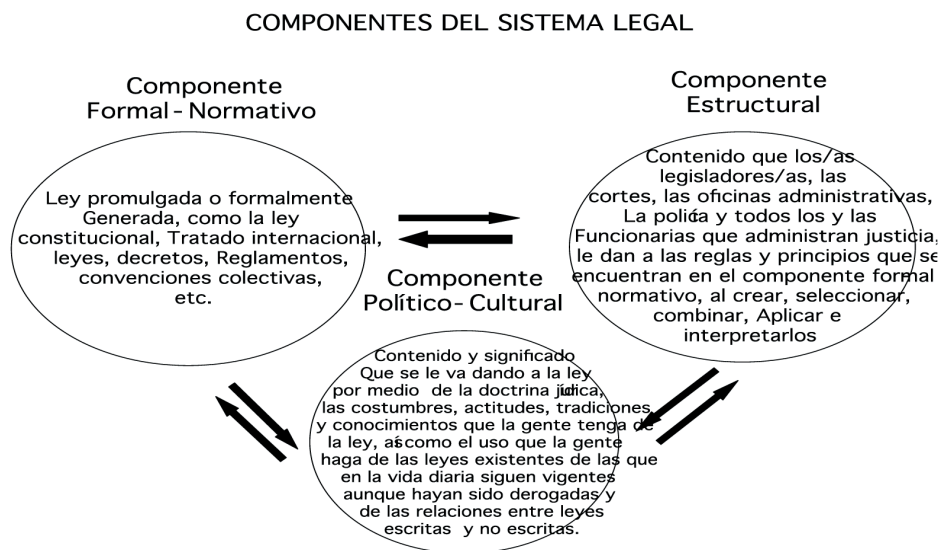 COMPONENTES DEL SISTEMA LEGAL
Componente
Formal-Normativo
Ley promulgada o formalmente
Generada, como la ley
constitucional, Tratado internacional,
leyes, decretos, Reglamentos,
convenciones colectivas,
etc.
Componente
Estructural
Contenido que los/as
legisladores/as, las
cortes, las oficinas administrativas,
La policía y todos los y las
Funcionarias que administran justicia,
le dan a las reglas y principios que se
encuentran en el componente formal
normativo, al crear, seleccionar,
combinar, Aplicar e
interpretarlos
Componente
Político-Cultural
Contenido y significado
Que se le va dando a la ley
por medio de la doctrina jurídica,
las costumbres, actitudes, tradiciones
y conocimientos que la gente tenga de
la ley, así como el uso que la gente
haga de las leyes existentes de las que
en la vida diaria siguen vigentes
aunque hayan sido derogadas y
de las relaciones entre leyes
escritas y no escritas.